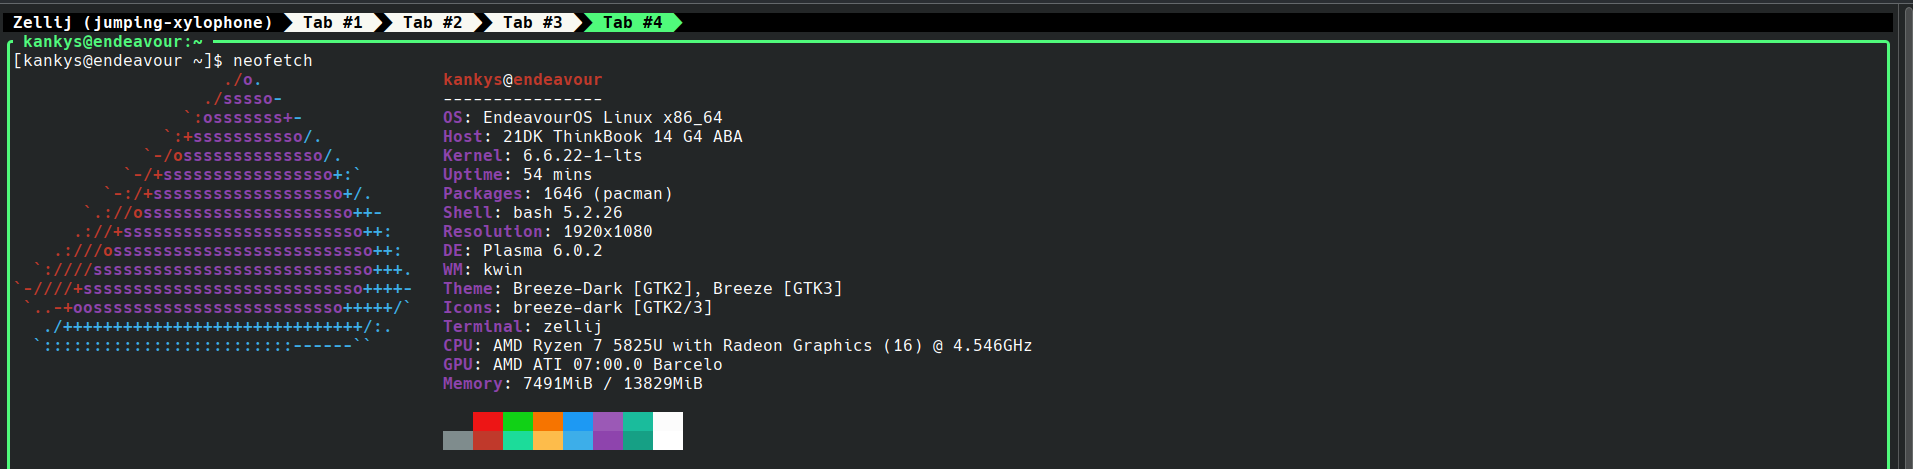 Zellij (jumping-xylophone) Tab #1 Tab #2 Tab #3 Tab #4
kankys@endeavour:~
[kankys@endeavour ~]$ neofetch
./o. kankys@endeavour
./sssso- ----------------
`:osssssss+- OS: EndeavourOS Linux x86_64
`:+sssssssssso/. Host: 21DK ThinkBook 14 G4 ABA
`-/ossssssssssssso/. Kernel: 6.6.22-1-lts
`-/+sssssssssssssssso+:` Uptime: 54 mins
`-:/+sssssssssssssssssso+/. Packages: 1646 (pacman)
`.://osssssssssssssssssssso++- Shell: bash 5.2.26
.://+ssssssssssssssssssssssso++: Resolution: 1920x1080
.:///ossssssssssssssssssssssssso++: DE: Plasma 6.0.2
`:////ssssssssssssssssssssssssssso+++. WM: kwin
`-////+ssssssssssssssssssssssssssso++++- Theme: Breeze-Dark [GTK2], Breeze [GTK3]
`..-+oosssssssssssssssssssssssso+++++/` Icons: breeze-dark [GTK2/3]
./++++++++++++++++++++++++++++++/:. Terminal: zellij
`:::::::::::::::::::::::::------`` CPU: AMD Ryzen 7 5825U with Radeon Graphics (16) @ 4.546GHz
GPU: AMD ATI 07:00.0 Barcelo
Memory: 7491MiB / 13829MiB